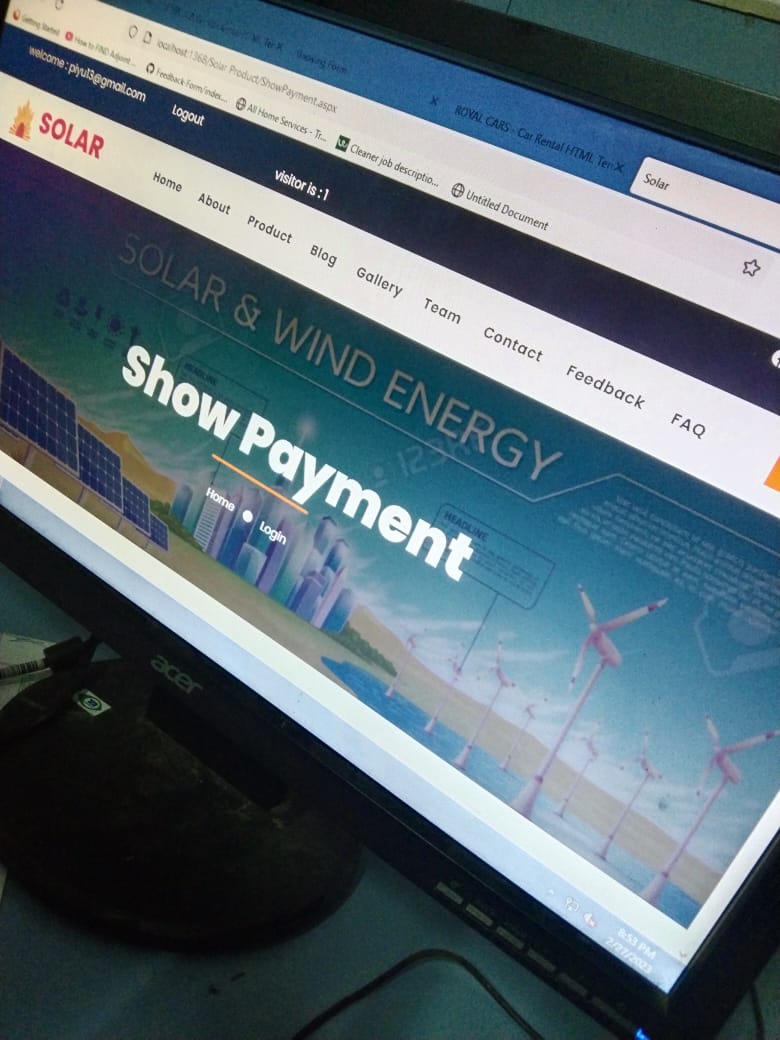 ROYAL CARS - Car Rental HTML Tem
Solar
localhost:1368/Solar Product/ShowPayment.aspx
Getting Started
How to FIND Adjoint...
Feedback-Form/index...
All Home Services - Tr...
Cleaner job descriptio...
Untitled Document
welcome : piyu13@gmail.com
Logout
visitor is : 1
SOLAR
Home
About
Product
Blog
Gallery
Team
Contact
Feedback
FAQ
SOLAR & WIND ENERGY
HEADLINE
Show Payment
Home
Login
HEADLINE
acer
8:53 PM
2/27/2023